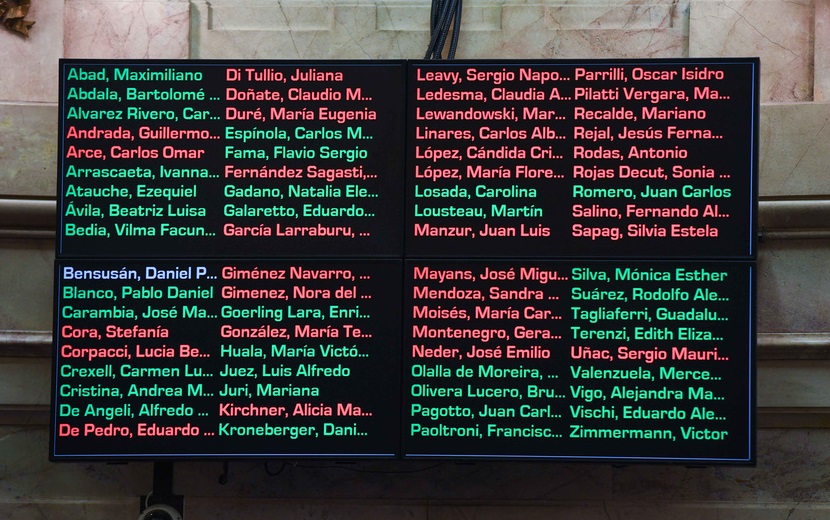 Abad, Maximiliano
Abdala, Bartolomé ...
Alvarez Rivero, Car...
Andrada, Guillermo...
Arce, Carlos Omar
Arrascaeta, Ivanna...
Atauche, Ezequiel
Ávila, Beatriz Luisa
Bedia, Vilma Facun...
Di Tullio, Juliana
Doñate, Claudio M...
Duré, María Eugenia
Espínola, Carlos M...
Fama, Flavio Sergio
Fernández Sagasti,...
Gadano, Natalia Ele...
Galaretto, Eduardo...
García Larraburu, ...
Leavy, Sergio Napo...
Ledesma, Claudia A...
Lewandowski, Mar...
Linares, Carlos Alb...
López, Cándida Cri...
López, María Flore...
Losada, Carolina
Lousteau, Martín
Manzur, Juan Luis
Parrilli, Oscar Isidro
Pilatti Vergara, Ma...
Recalde, Mariano
Rejal, Jesús Ferna...
Rodas, Antonio
Rojas Decut, Sonia ...
Romero, Juan Carlos
Salino, Fernando Al...
Sapag, Silvia Estela
Bensusán, Daniel P...
Blanco, Pablo Daniel
Carambia, José Ma...
Cora, Stefanía
Corpacci, Lucia Be...
Crexell, Carmen Lu...
Cristina, Andrea M...
De Angeli, Alfredo ...
De Pedro, Eduardo ...
Giménez Navarro, ...
Gimenez, Nora del ...
Goerling Lara, Enri...
González, María Te...
Huala, María Victó...
Juez, Luis Alfredo
Juri, Mariana
Kirchner, Alicia Ma...
Kroneberger, Dani...
Mayans, José Migu...
Mendoza, Sandra ...
Moisés, María Car...
Montenegro, Gera...
Neder, José Emilio
Olalla de Moreira, ...
Olivera Lucero, Bru...
Pagotto, Juan Carl...
Paoltroni, Francisc...
Silva, Mónica Esther
Suárez, Rodolfo Ale...
Tagliaferri, Guadalu...
Terenzi, Edith Eliza...
Uñac, Sergio Mauri...
Valenzuela, Merce...
Vigo, Alejandra Ma...
Vischi, Eduardo Ale...
Zimmermann, Victor